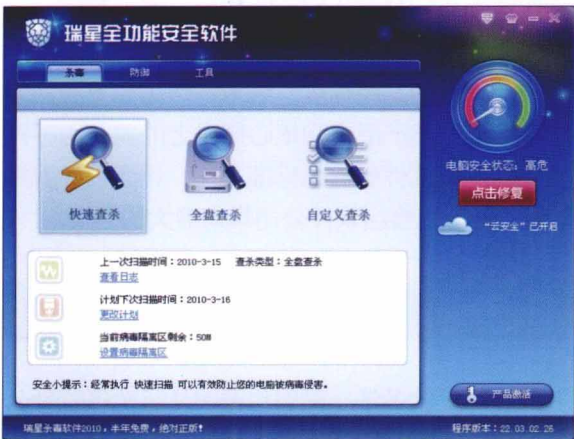 瑞星全功能安全软件
杀毒 防御 工具
快速查杀 全盘查杀 自定义查杀
电脑安全状态：高危
点击修复
“云安全”已开启
上一次扫描时间：2010-3-15 查杀类型：全盘查杀
查看日志
计划下次扫描时间：2010-3-16
更改计划
当前病毒隔离区剩余：50M
设置病毒隔离区
安全小提示：经常执行 快速扫描 可以有效防止您的电脑被病毒侵害。
产品激活
瑞星杀毒软件2010，半年免费，绝对正版！
程序版本：22.03.02.26